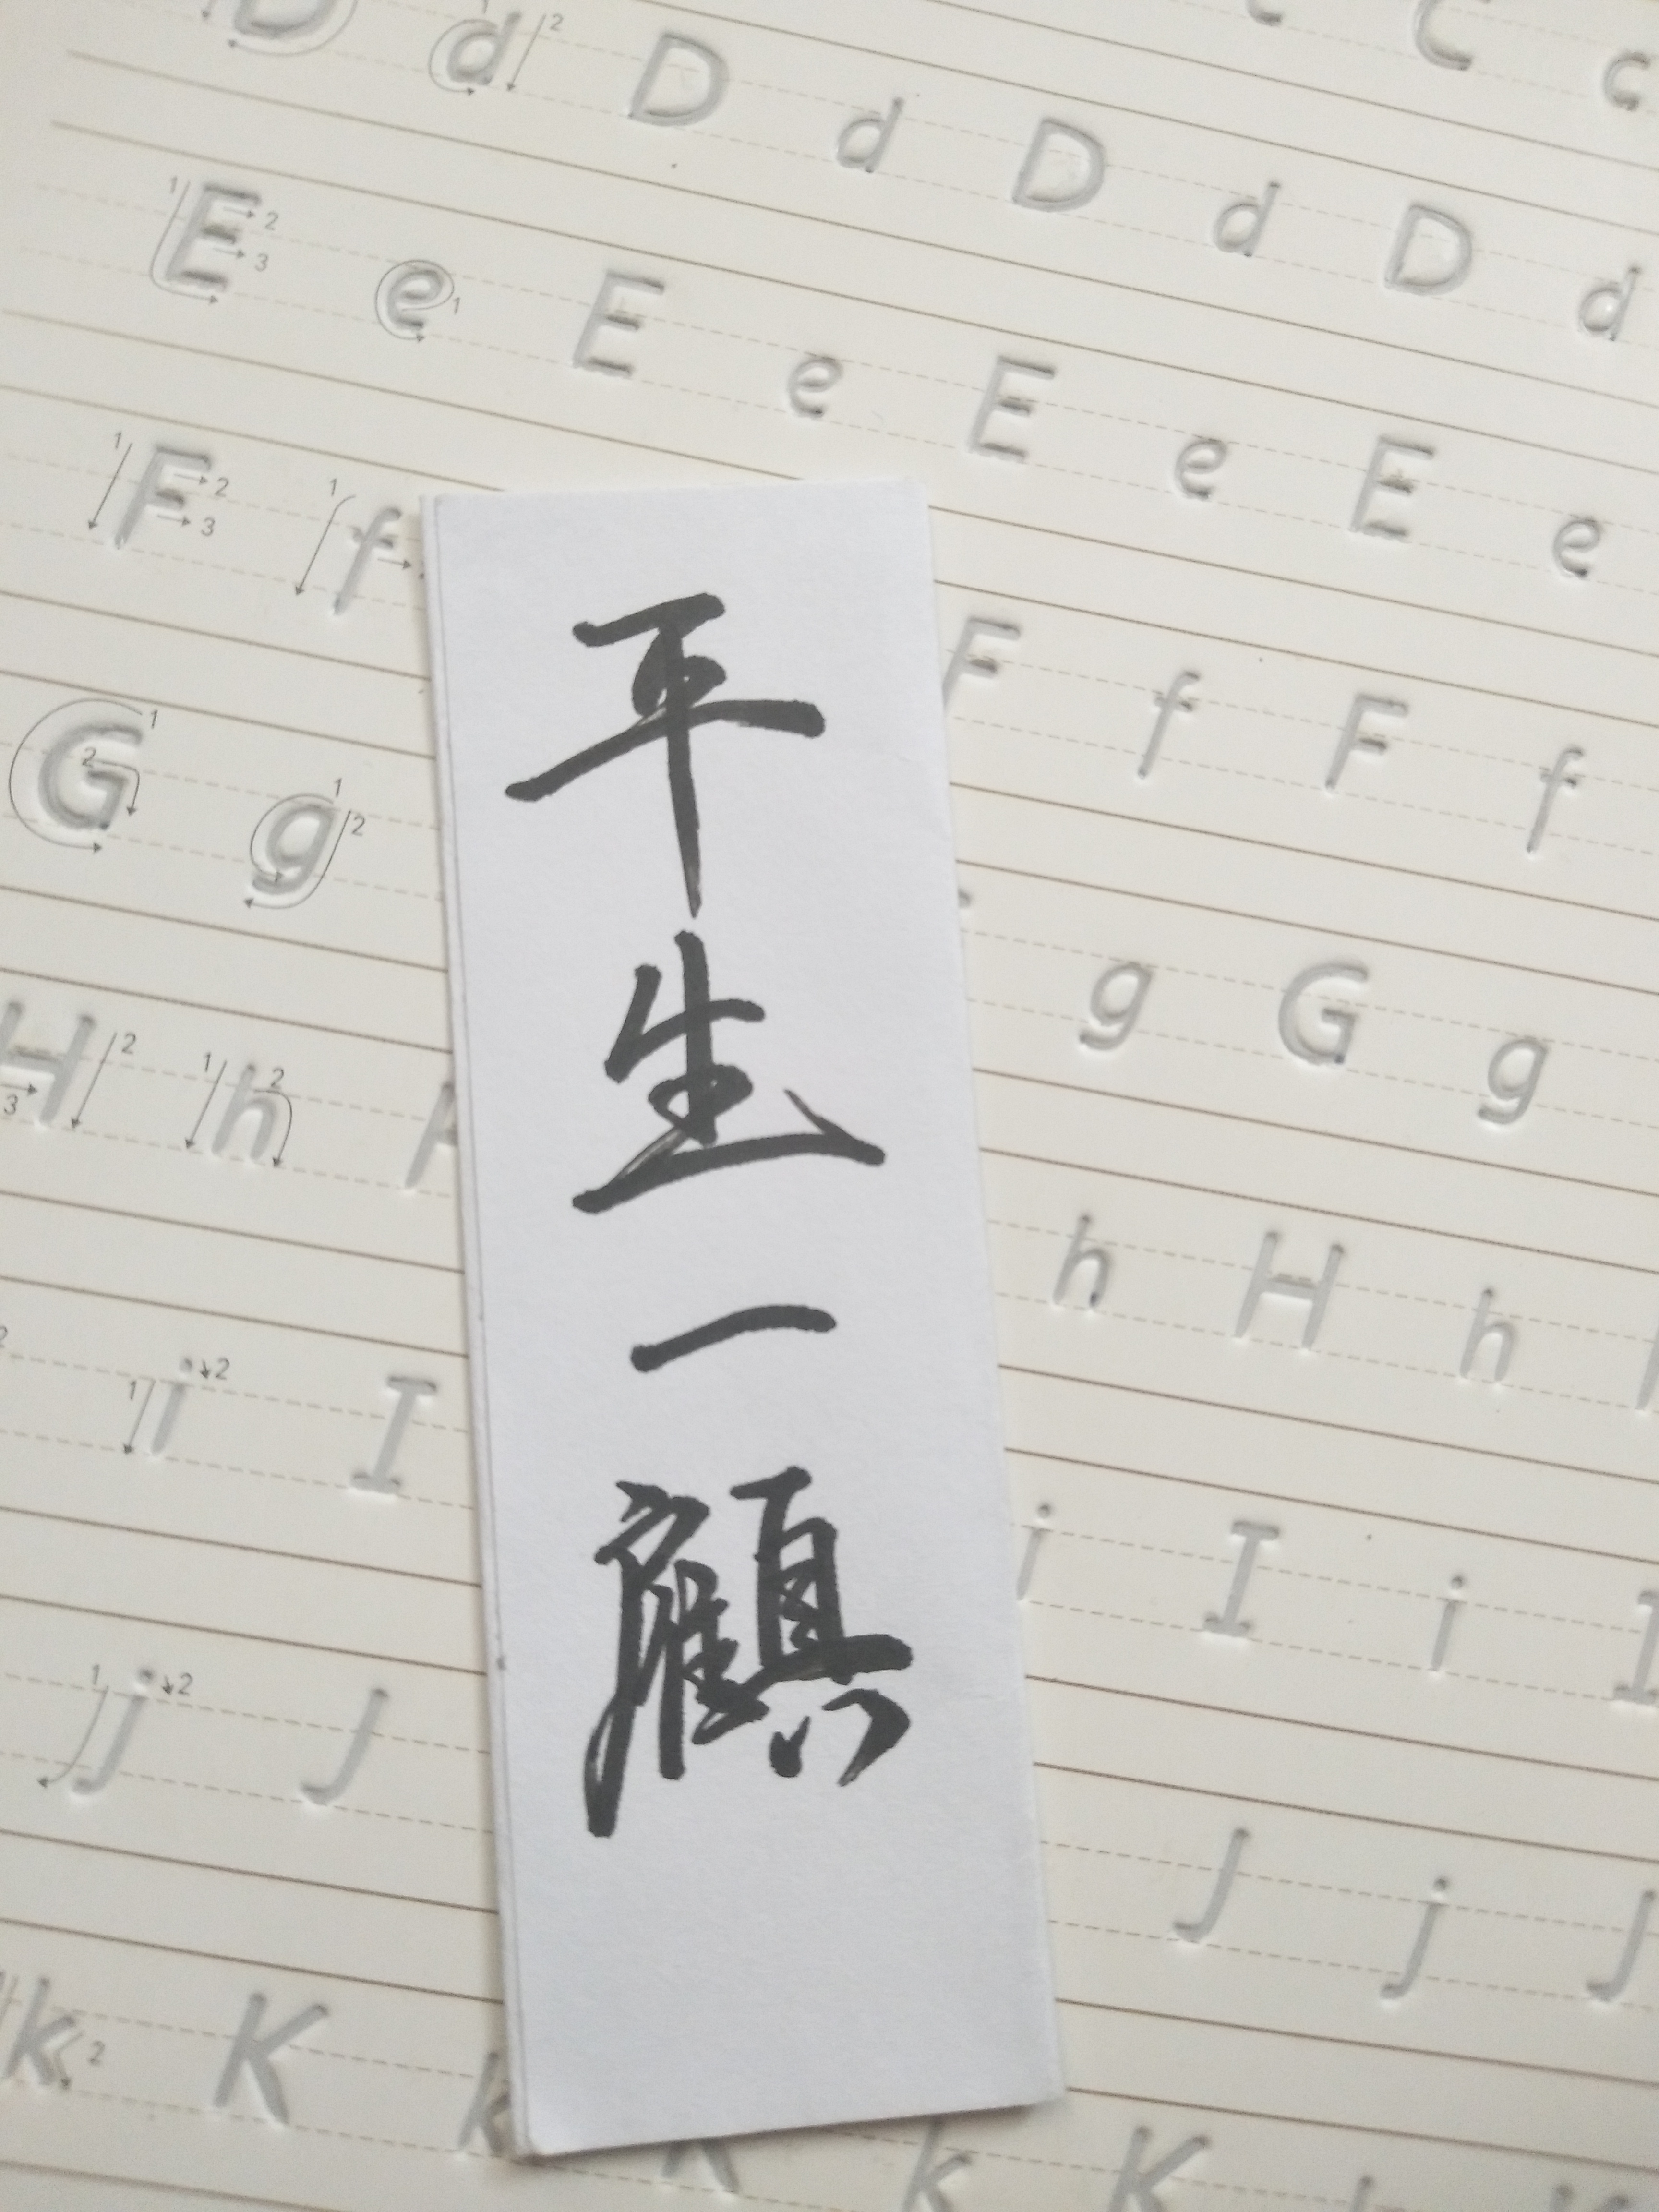 C c
D d D d D d D d
E e E e E e E e
F f F f F f
G g g G g
H h h H h
i I i I i I
j J J j J
k K k K k K
平生一顧